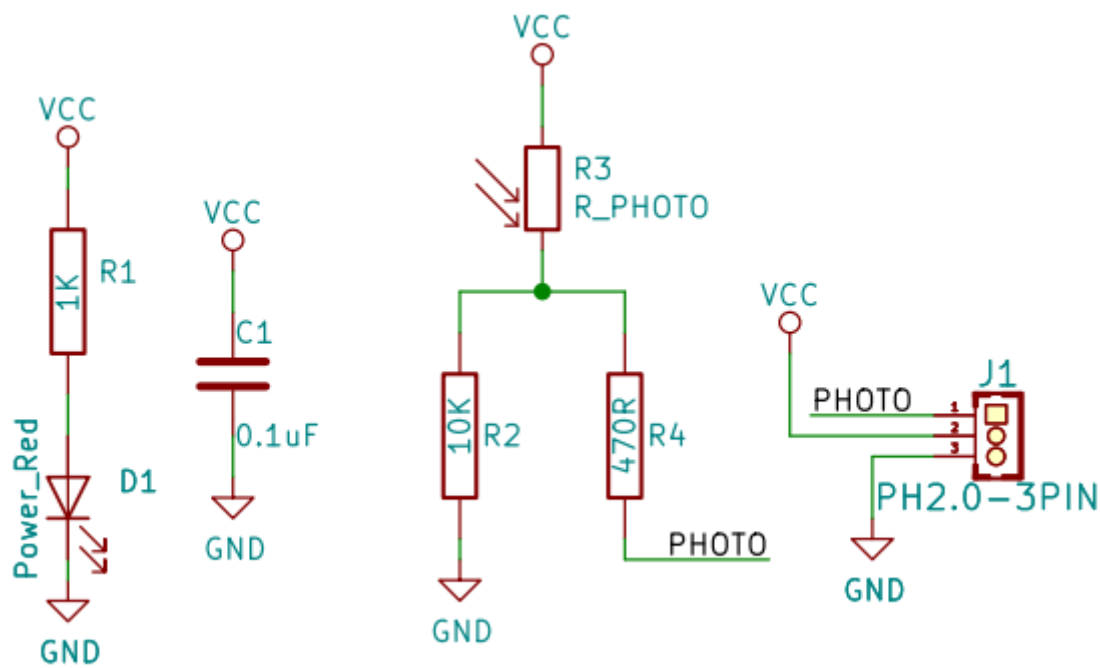 VCC
1K
R1
Power_Red
D1
GND
VCC
C1
0.1uF
GND
VCC
R3
R_PHOTO
10K
R2
470R
R4
GND
PHOTO
VCC
J1
PHOTO
1
2
3
PH2.0-3PIN
GND